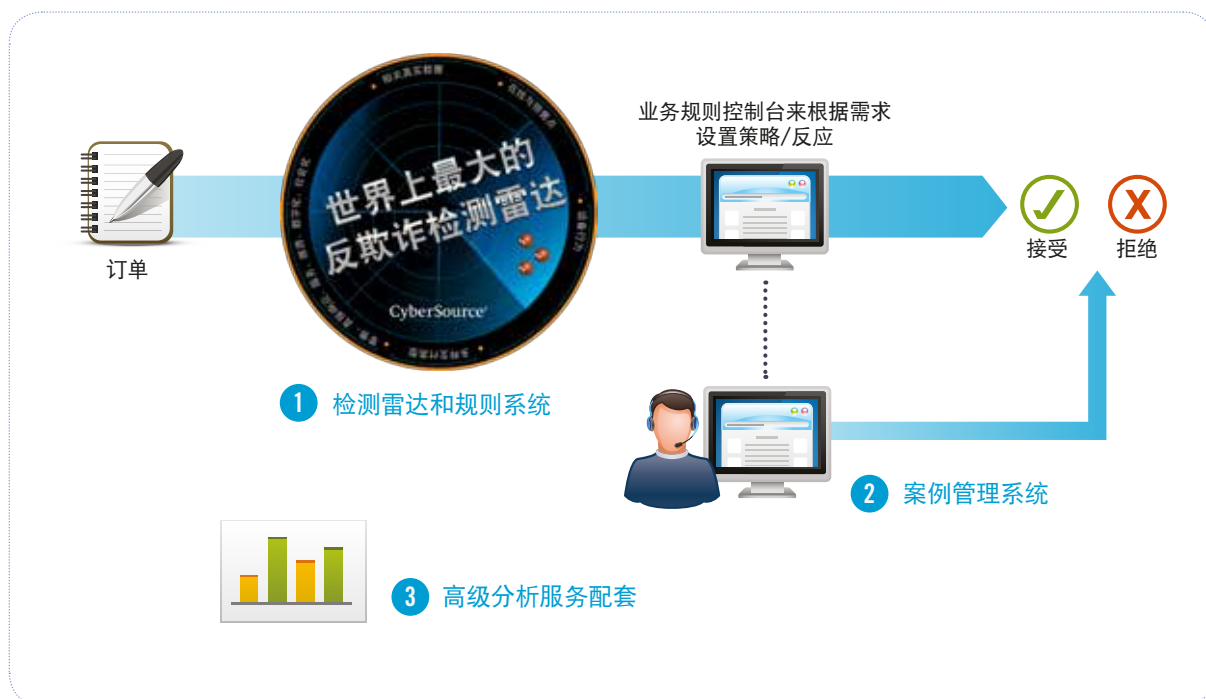 业务规则控制台来根据需求
设置策略/反应
世界上最大的
反欺诈检测雷达
CyberSource
订单
接受
X
拒绝
1 检测雷达和规则系统
2 案例管理系统
3 高级分析服务配套